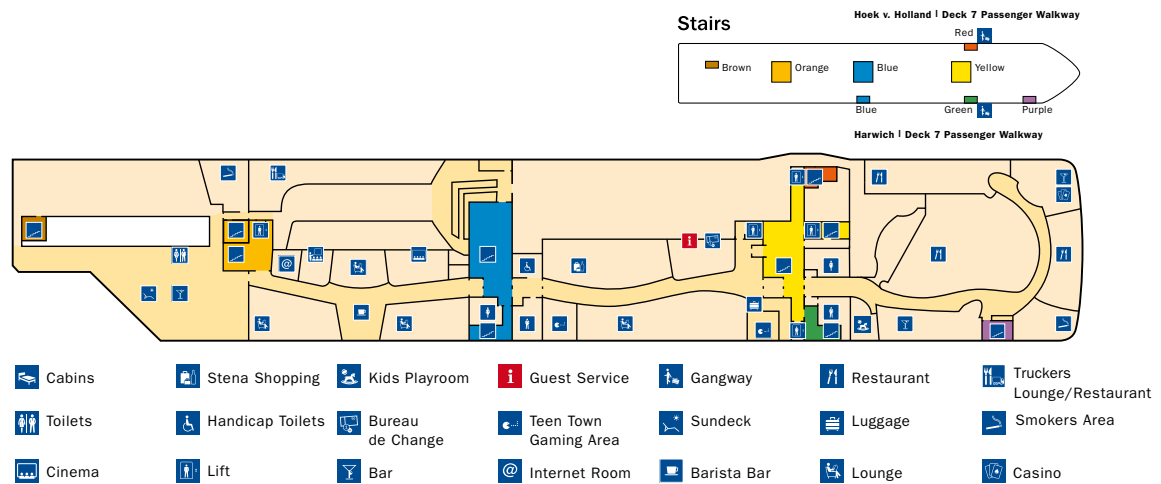 Stairs
Hoek v. Holland | Deck 7 Passenger Walkway
Red
Brown
Orange
Blue
Yellow
Blue
Green
Purple
Harwich | Deck 7 Passenger Walkway
i
@
Cabins
Stena Shopping
Kids Playroom
i
Guest Service
Gangway
Restaurant
Truckers
Lounge/Restaurant
Toilets
Handicap Toilets
Bureau
de Change
Teen Town
Gaming Area
Sundeck
Luggage
Smokers Area
Cinema
Lift
Bar
@
Internet Room
Barista Bar
Lounge
Casino